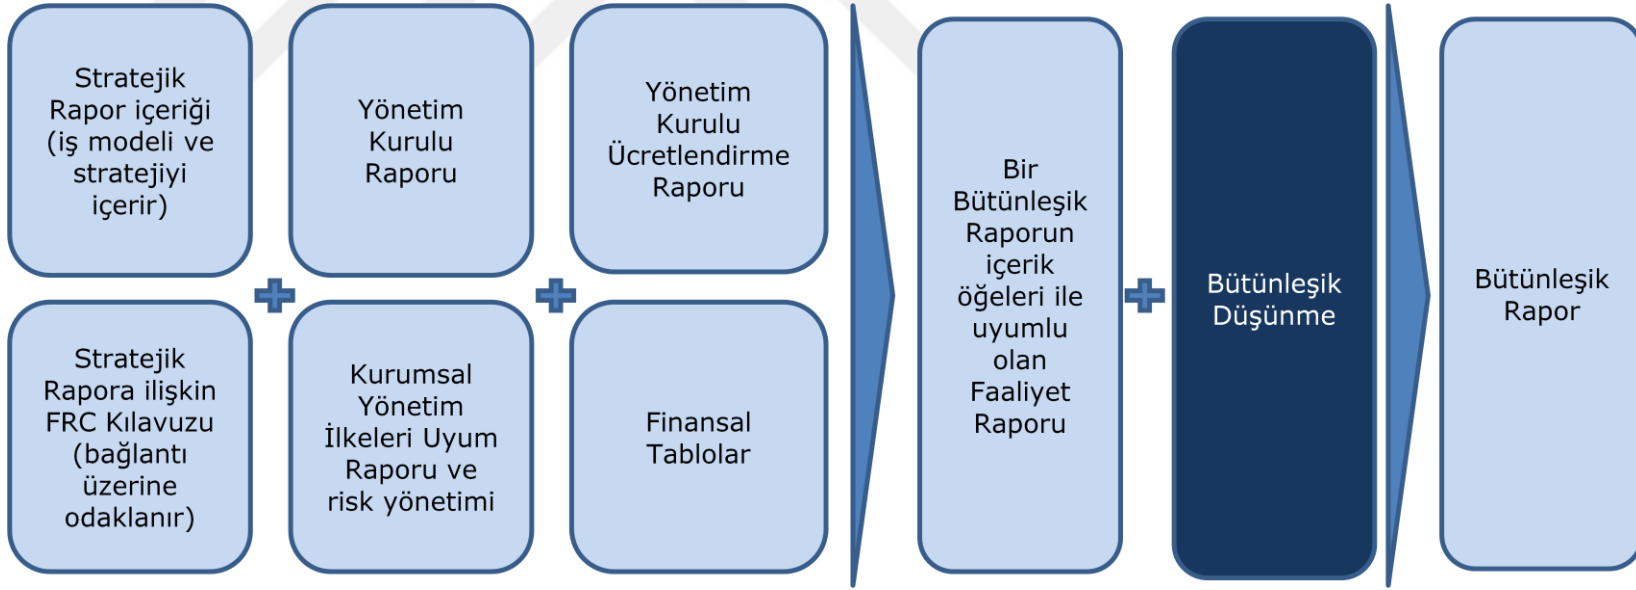 Stratejik
Rapor içeriği
(iş modeli ve
stratejiyi
içerir)
Yönetim
Kurulu
Raporu
Yönetim
Kurulu
Ücretlendirme
Raporu
Stratejik
Rapora ilişkin
FRC Kılavuzu
(bağlantı
üzerine
odaklanır)
Kurumsal
Yönetim
İlkeleri Uyum
Raporu ve
risk yönetimi
Finansal
Tablolar
Bir
Bütünleşik
Raporun
içerik
öğeleri ile
uyumlu
olan
Faaliyet
Raporu
Bütünleşik
Düşünme
Bütünleşik
Rapor